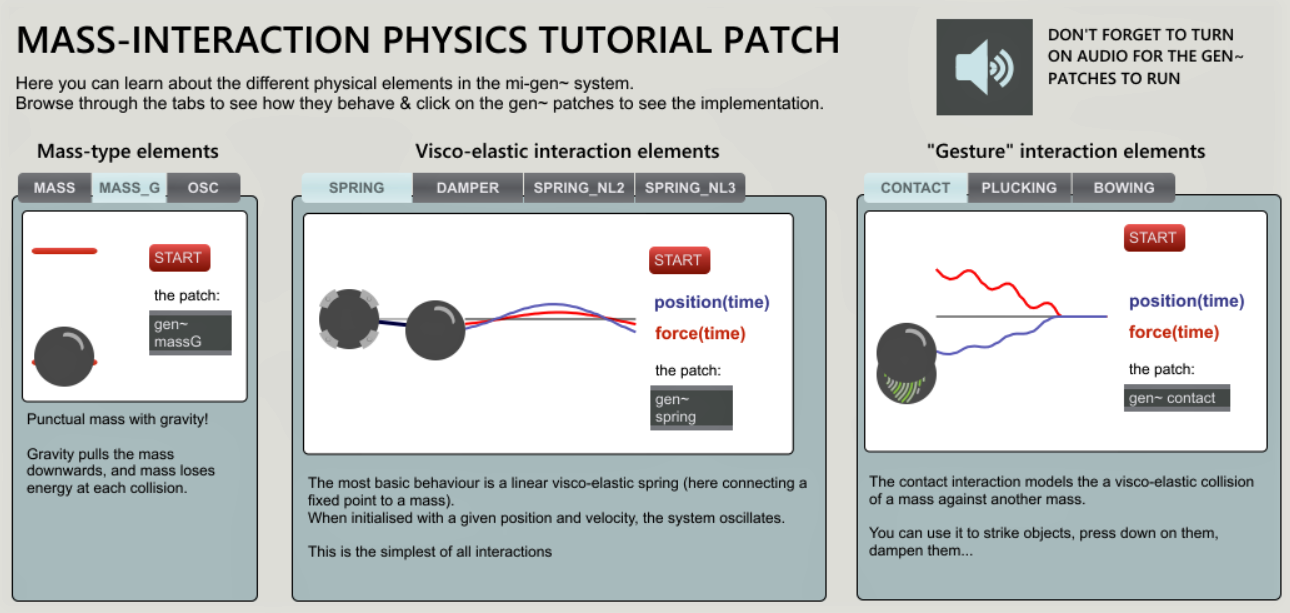 MASS-INTERACTION PHYSICS TUTORIAL PATCH
Here you can learn about the different physical elements in the mi-gen~ system.
Browse through the tabs to see how they behave & click on the gen~ patches to see the implementation.
DON'T FORGET TO TURN
ON AUDIO FOR THE GEN~
PATCHES TO RUN
Mass-type elements
MASS
MASS_G
OSC
START
the patch:
gen~
massG
Punctual mass with gravity!
Gravity pulls the mass
downwards, and mass loses
energy at each collision.
Visco-elastic interaction elements
SPRING
DAMPER
SPRING_NL2
SPRING_NL3
START
position(time)
force(time)
the patch:
gen~
spring
The most basic behaviour is a linear visco-elastic spring (here connecting a
fixed point to a mass).
When initialised with a given position and velocity, the system oscillates.
This is the simplest of all interactions
"Gesture" interaction elements
CONTACT
PLUCKING
BOWING
START
position(time)
force(time)
the patch:
gen~ contact
The contact interaction models the a visco-elastic collision
of a mass against another mass.
You can use it to strike objects, press down on them,
dampen them...